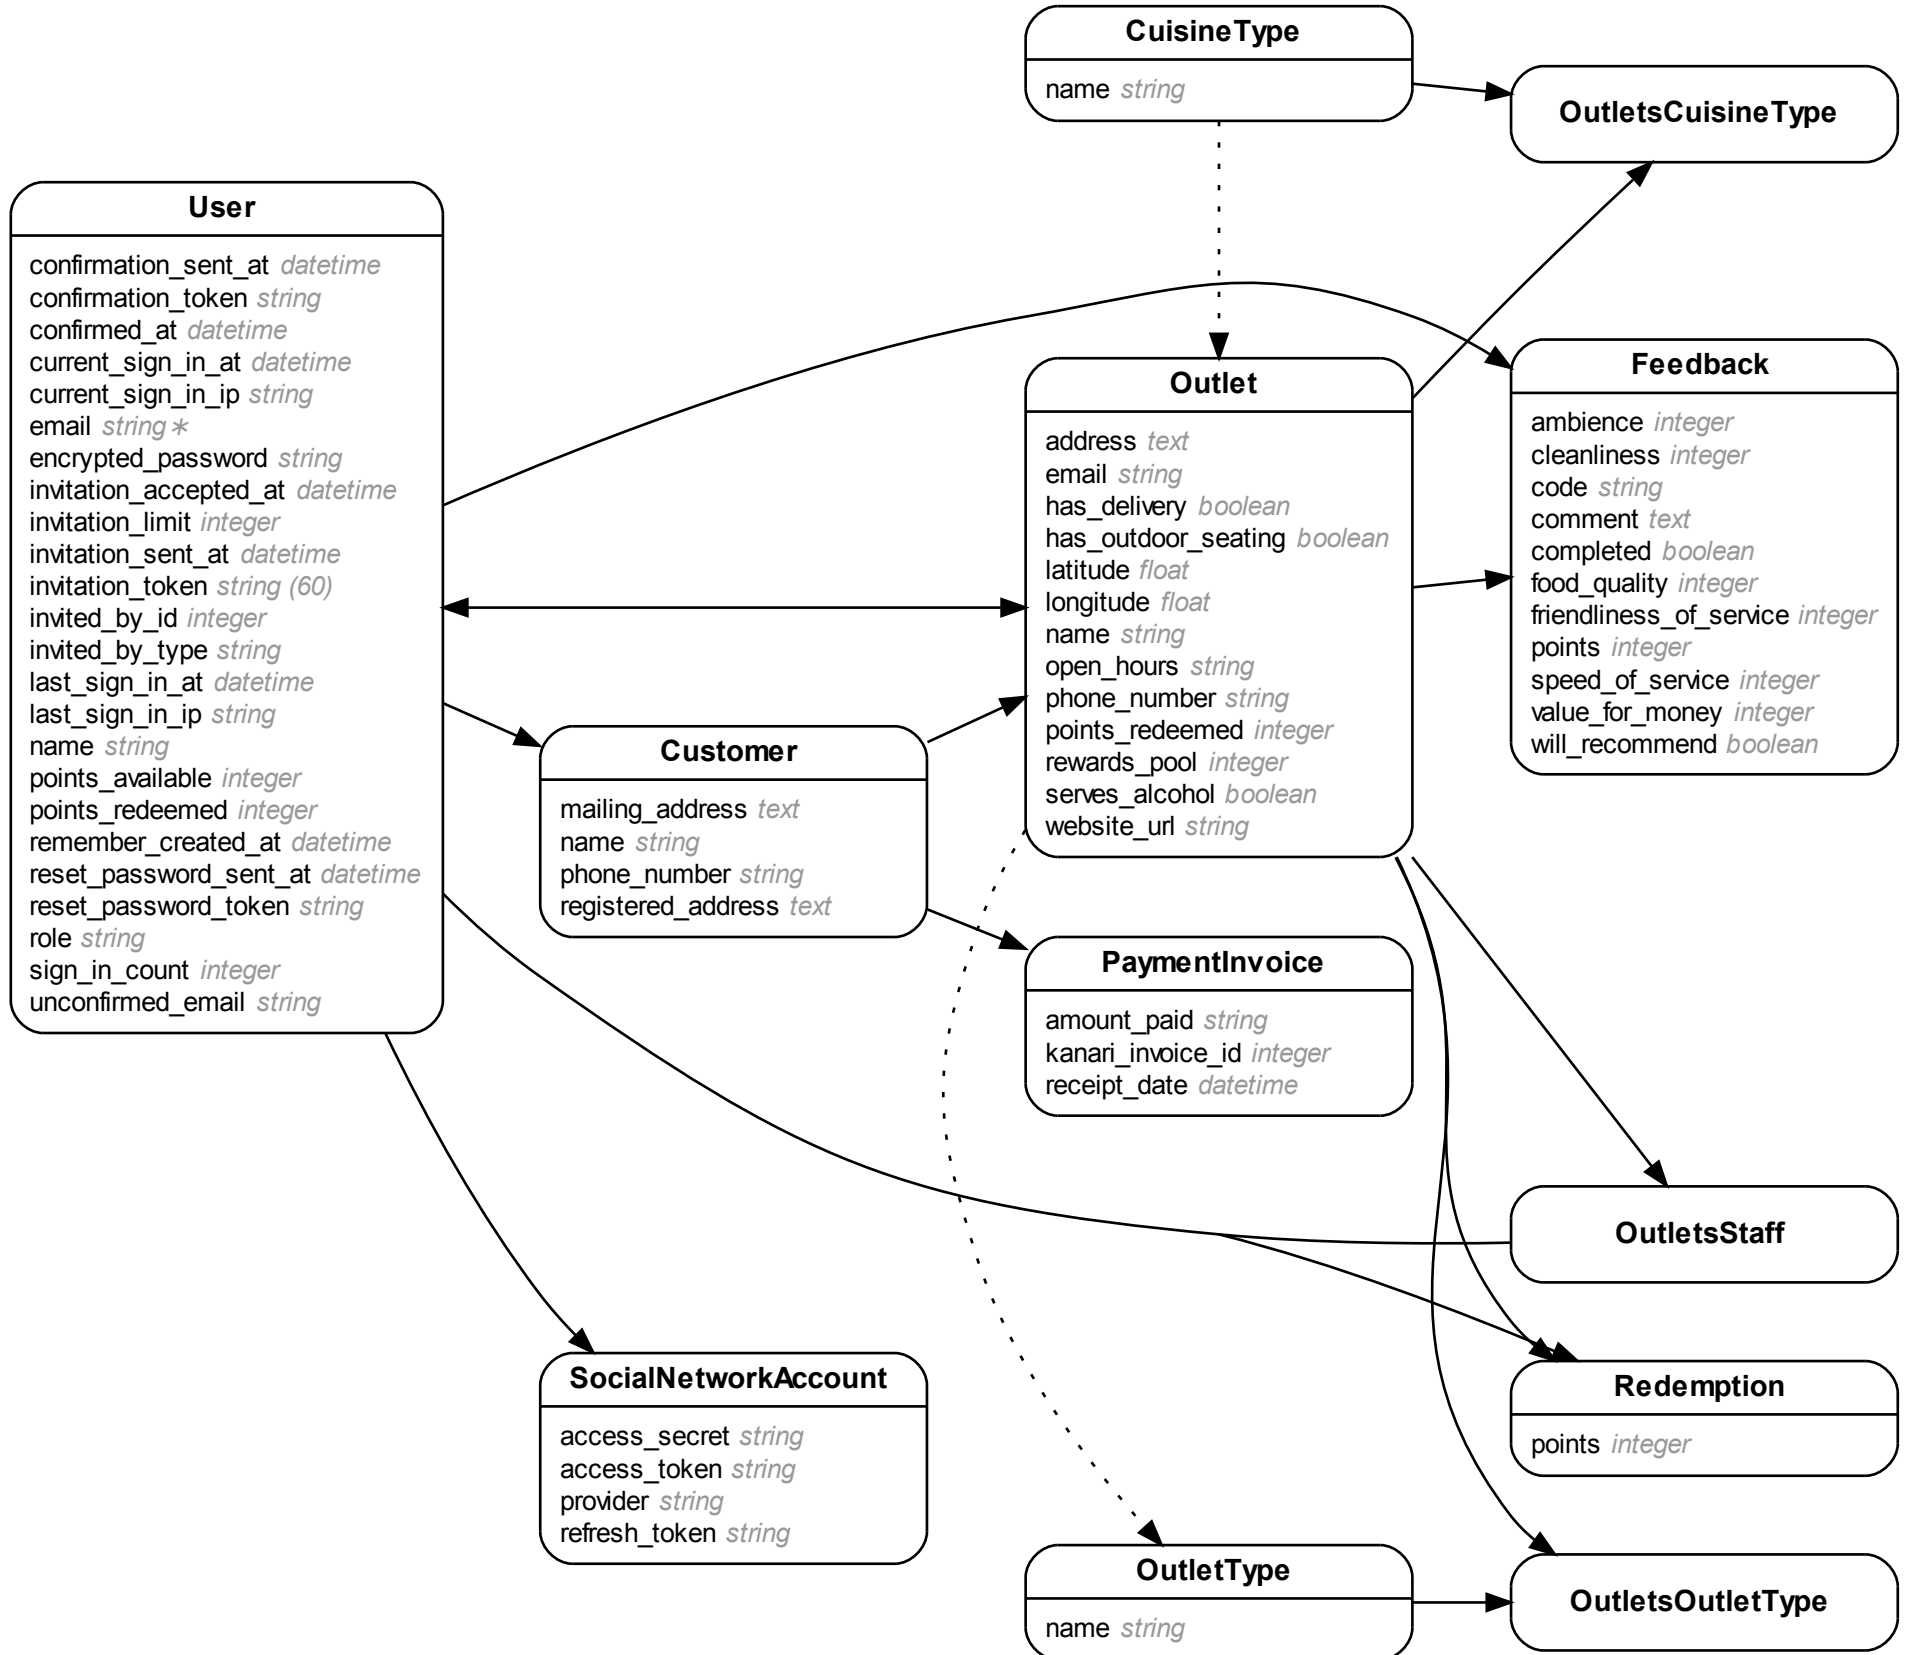 CuisineType
name string
OutletsCuisineType
User
confirmation_sent_at datetime
confirmation_token string
confirmed_at datetime
current_sign_in_at datetime
current_sign_in_ip string
email string∗
encrypted_password string
invitation_accepted_at datetime
invitation_limit integer
invitation_sent_at datetime
invitation_token string (60)
invited_by_id integer
invited_by_type string
last_sign_in_at datetime
last_sign_in_ip string
name string
points_available integer
points_redeemed integer
remember_created_at datetime
reset_password_sent_at datetime
reset_password_token string
role string
sign_in_count integer
unconfirmed_email string
Outlet
address text
email string
has_delivery boolean
has_outdoor_seating boolean
latitude float
longitude float
name string
open_hours string
phone_number string
points_redeemed integer
rewards_pool integer
serves_alcohol boolean
website_url string
Feedback
ambience integer
cleanliness integer
code string
comment text
completed boolean
food_quality integer
friendliness_of_service integer
points integer
speed_of_service integer
value_for_money integer
will_recommend boolean
Customer
mailing_address text
name string
phone_number string
registered_address text
PaymentInvoice
amount_paid string
kanari_invoice_id integer
receipt_date datetime
OutletsStaff
SocialNetworkAccount
access_secret string
access_token string
provider string
refresh_token string
Redemption
points integer
OutletType
name string
OutletsOutletType